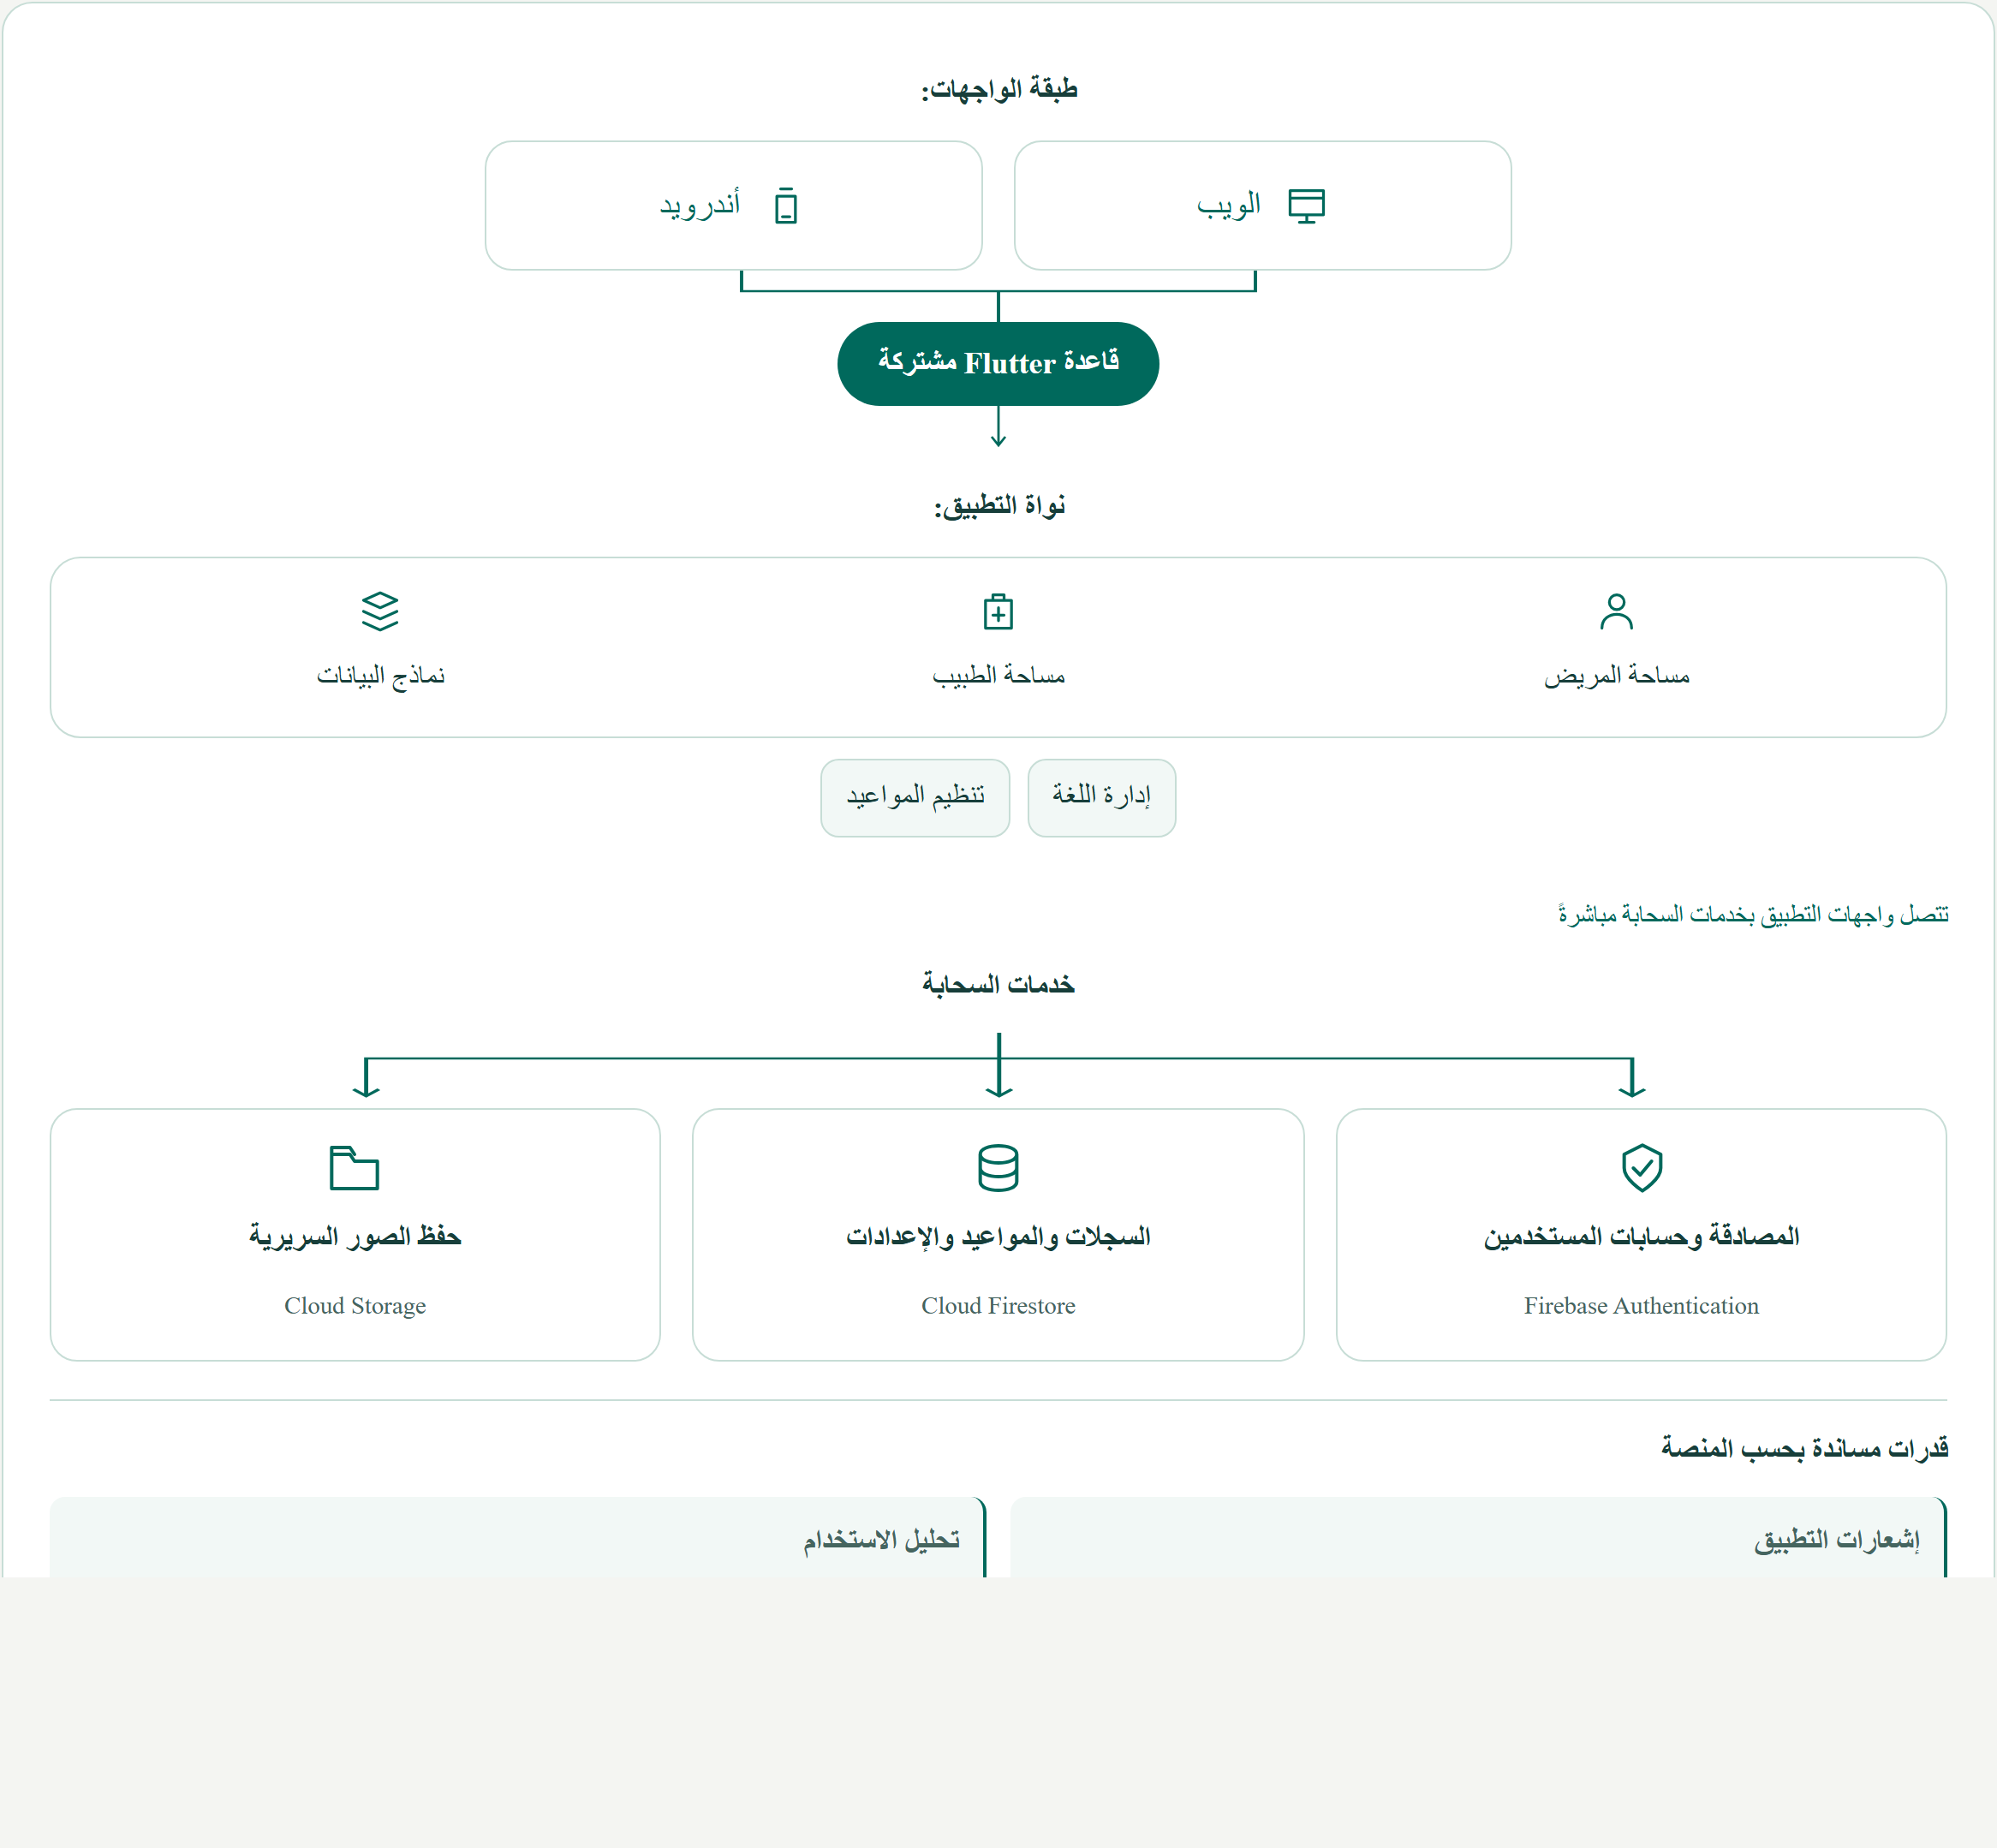 طبقة الواجهات:
الويب
أندرويد
قاعدة Flutter مشتركة
نواة التطبيق:
مساحة المريض
مساحة الطبيب
نماذج البيانات
إدارة اللغة
تنظيم المواعيد
تتصل واجهات التطبيق بخدمات السحابة مباشرةً
خدمات السحابة
المصادقة وحسابات المستخدمين
Firebase Authentication
السجلات والمواعيد والإعدادات
Cloud Firestore
حفظ الصور السريرية
Cloud Storage
قدرات مساندة بحسب المنصة
إشعارات التطبيق
تحليل الاستخدام